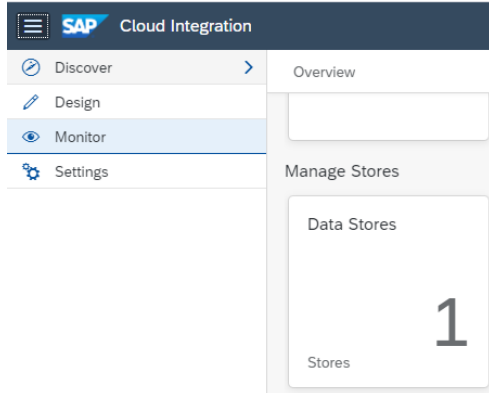 SAP Cloud Integration
Discover
Design
Monitor
Settings
Overview
Manage Stores
Data Stores
1
Stores